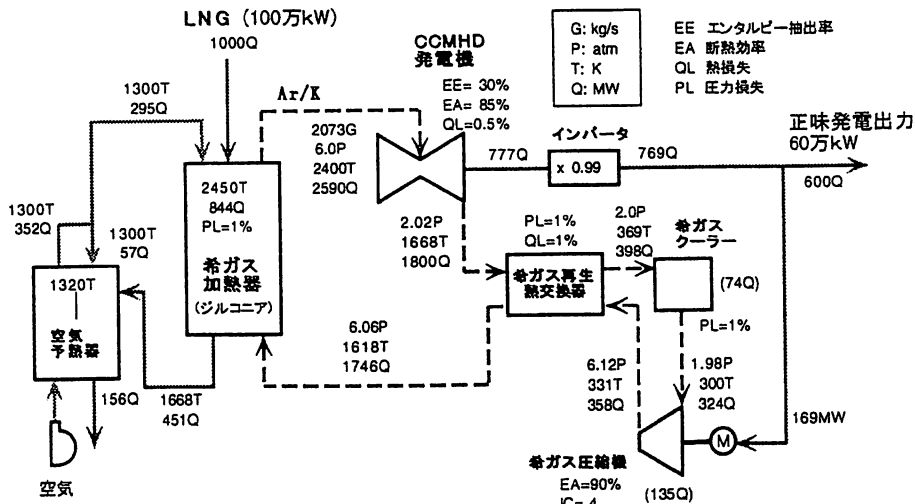 LNG (100万kW)
1000Q
CCMHD
発電機
EE= 30%
EA= 85%
QL=0.5%
G: kg/s
P: atm
T: K
Q: MW
EE エンタルピー抽出率
EA 断熱効率
QL 熱損失
PL 圧力損失
1300T
295Q
Ar/K
2073G
6.0P
2400T
2590Q
777Q
インバータ
x 0.99
769Q
正味発電出力
60万kW
600Q
2450T
844Q
PL=1%
希ガス
加熱器
(ジルコニア)
1300T
352Q
1300T
57Q
1320T
空気
予熱器
2.02P
1668T
1800Q
PL=1%
QL=1%
希ガス再生
熱交換器
2.0P
369T
398Q
希ガス
クーラー
(74Q)
PL=1%
6.06P
1618T
1746Q
6.12P
331T
358Q
1.98P
300T
324Q
169MW
M
156Q
1668T
451Q
空気
希ガス圧縮機
EA=90%
IC= 4
(135Q)